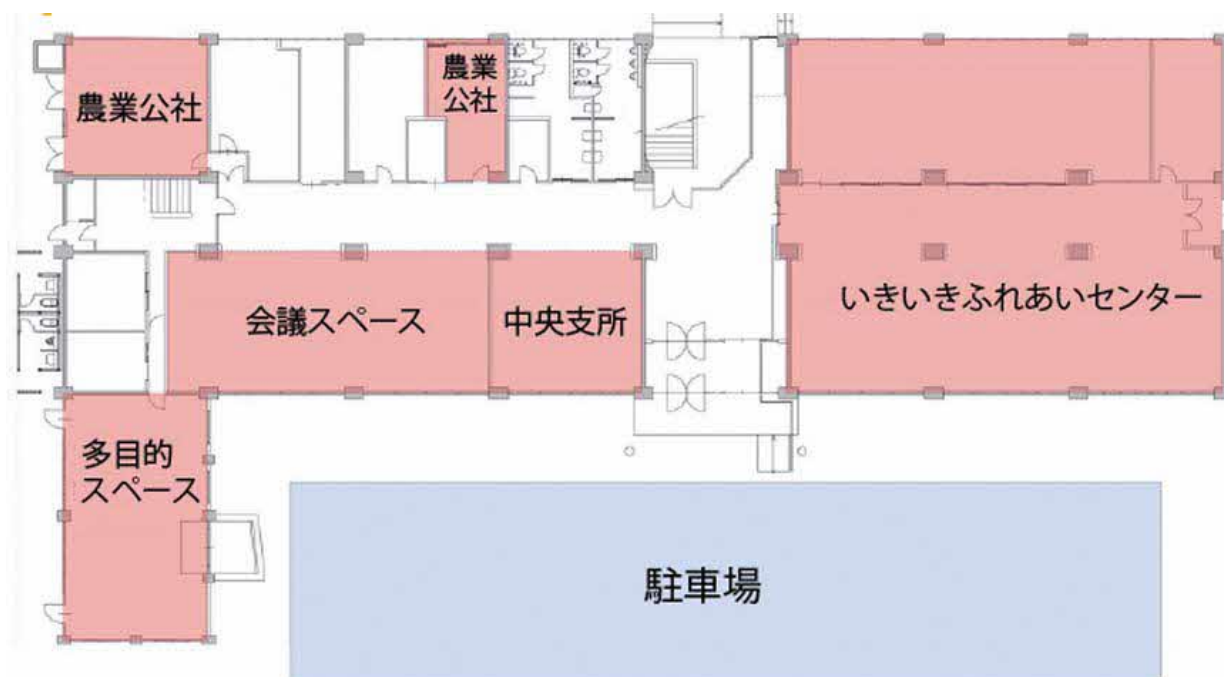 農業公社
農業
公社
会議スペース
中央支所
いきいきふれあいセンター
多目的
スペース
駐車場